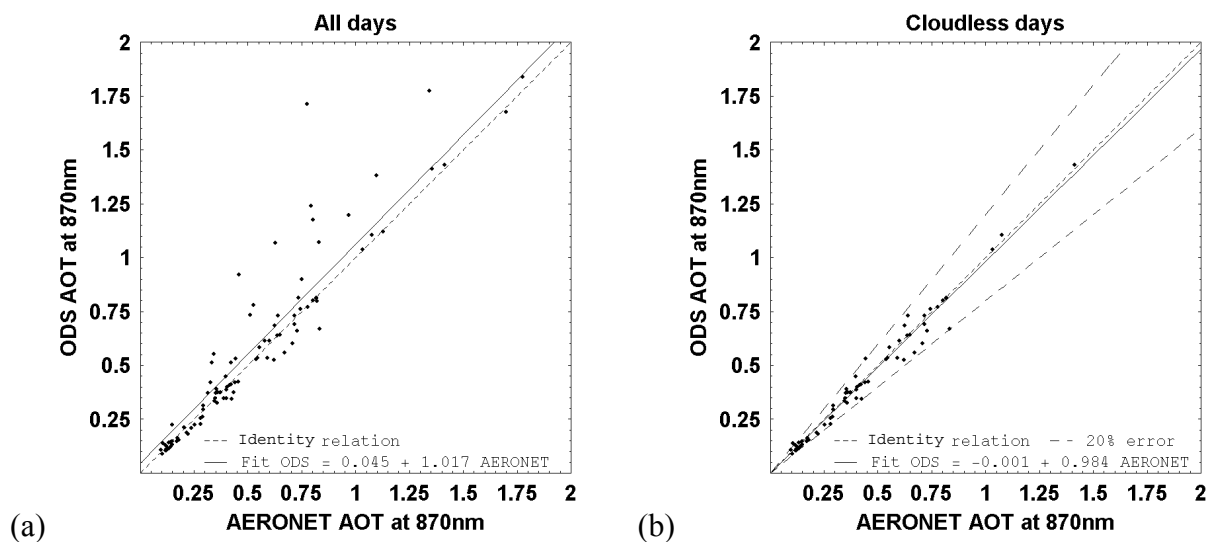 All days
ODS AOT at 870nm
2
1.75
1.5
1.25
1
0.75
0.5
0.25
Identity relation
Fit ODS = 0.045 + 1.017 AERONET
0.25 0.5 0.75 1 1.25 1.5 1.75 2
AERONET AOT at 870nm
(a)
Cloudless days
ODS AOT at 870nm
2
1.75
1.5
1.25
1
0.75
0.5
0.25
Identity relation 20% error
Fit ODS = -0.001 + 0.984 AERONET
0.25 0.5 0.75 1 1.25 1.5 1.75 2
AERONET AOT at 870nm
(b)